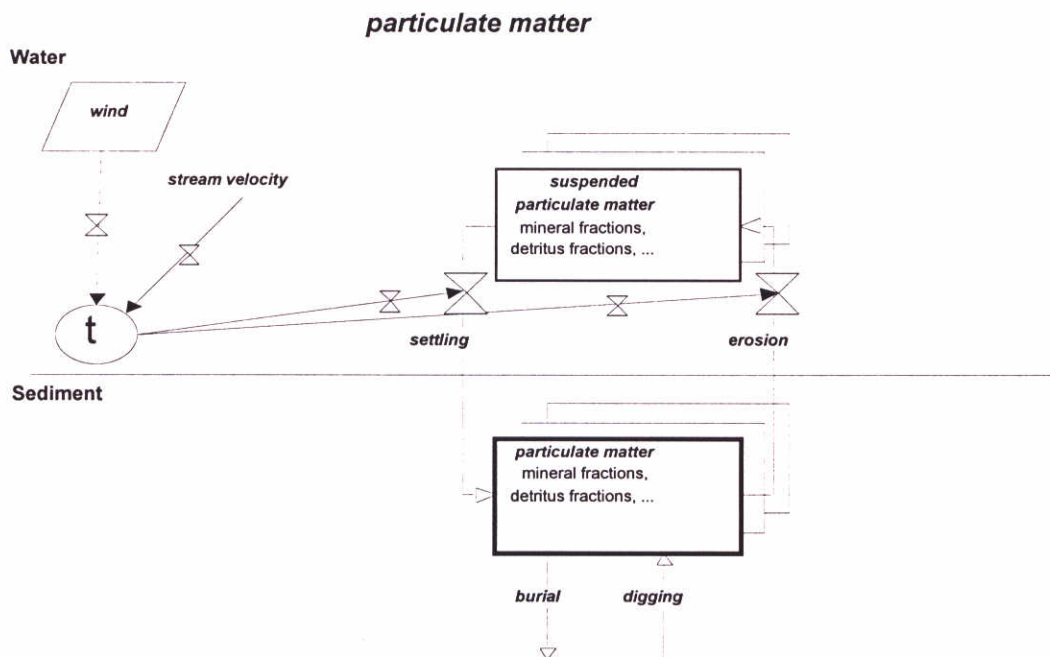 particulate matter
Water
wind
stream velocity
suspended
particulate matter
mineral fractions,
detritus fractions, ...
t
settling
erosion
Sediment
particulate matter
mineral fractions,
detritus fractions, ...
burial
digging